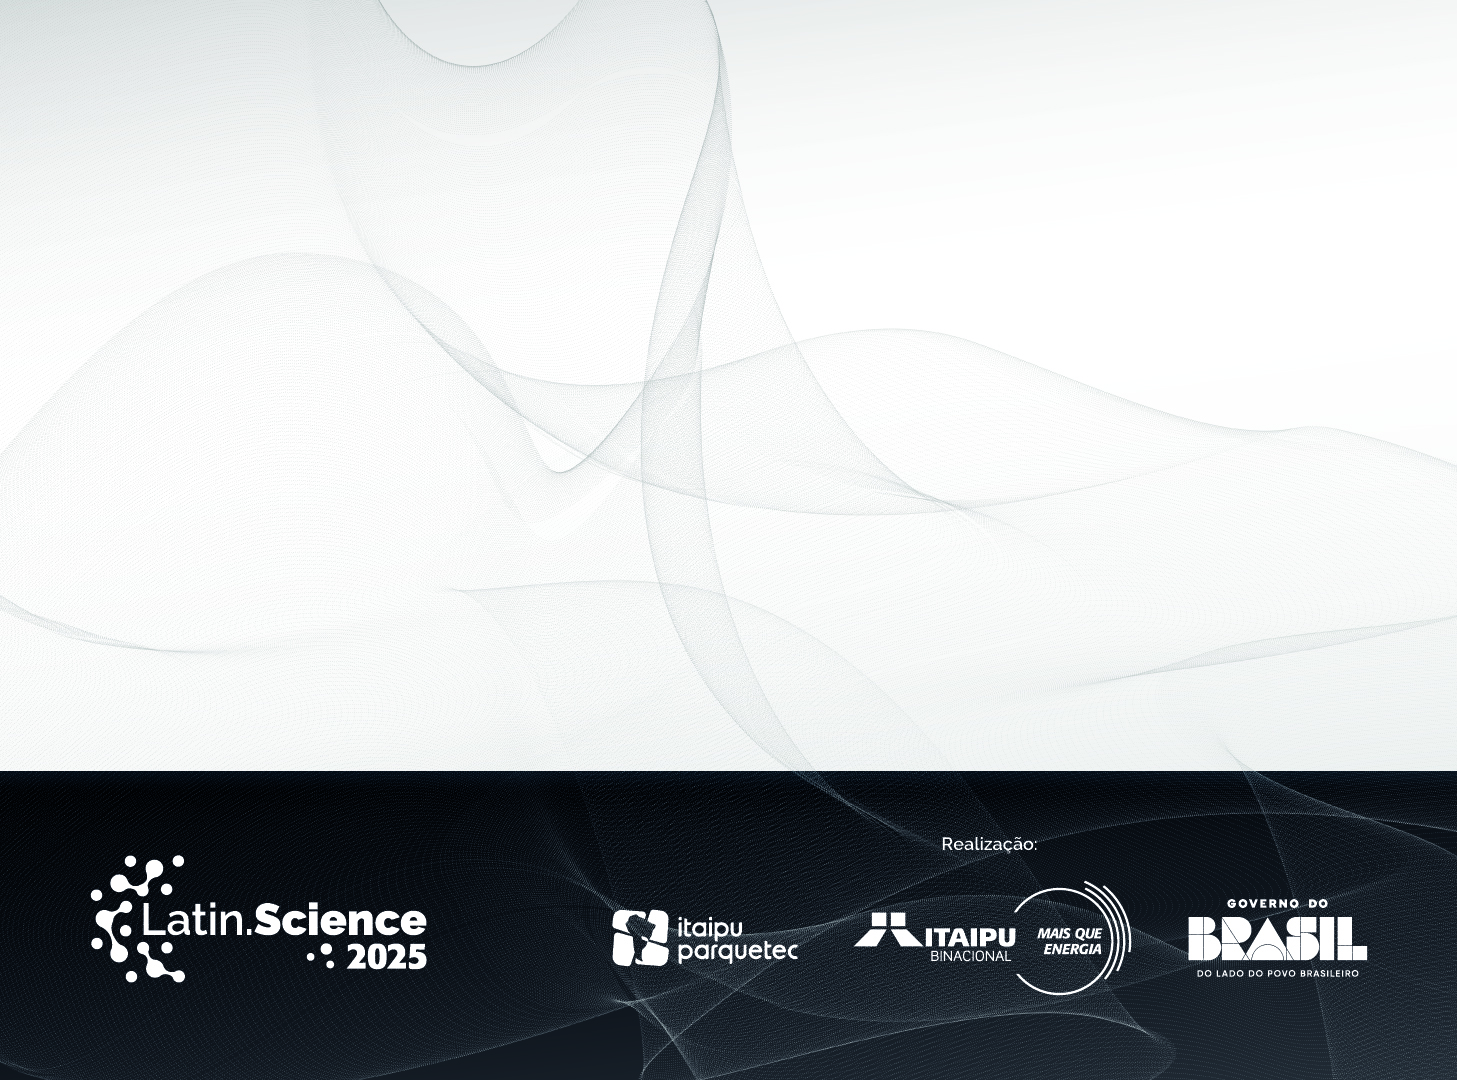 Realização:
Latin.Science
2025
itaipu
parquetec
ITAIPU
BINACIONAL
MAIS QUE
ENERGIA
GOVERNO DO
BRASIL
DO LADO DO POVO BRASILEIRO